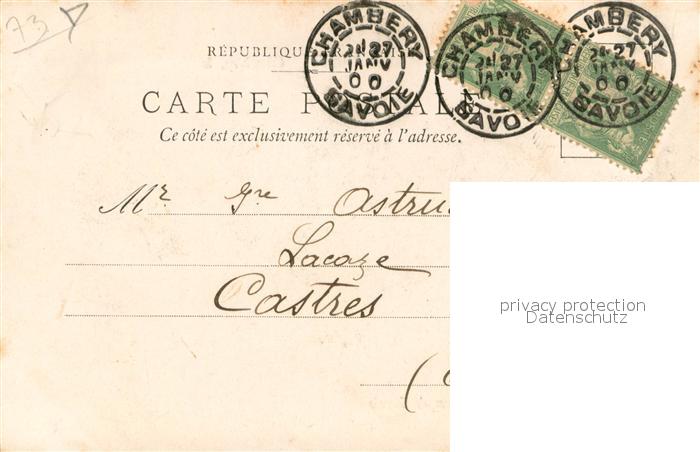 73
RÉPUBLIQUE FRANÇAISE
CHAMBERY
27
JANV
00
SAVOIE
CHAMBERY
27
JANV
00
SAVOIE
CHAMBERY
27
JANV
00
SAVOIE
CARTE POSTALE
Ce côté est exclusivement réservé à l'adresse.
Mr Gre Astru
Lacaze
Castres
(
privacy protection
Datenschutz